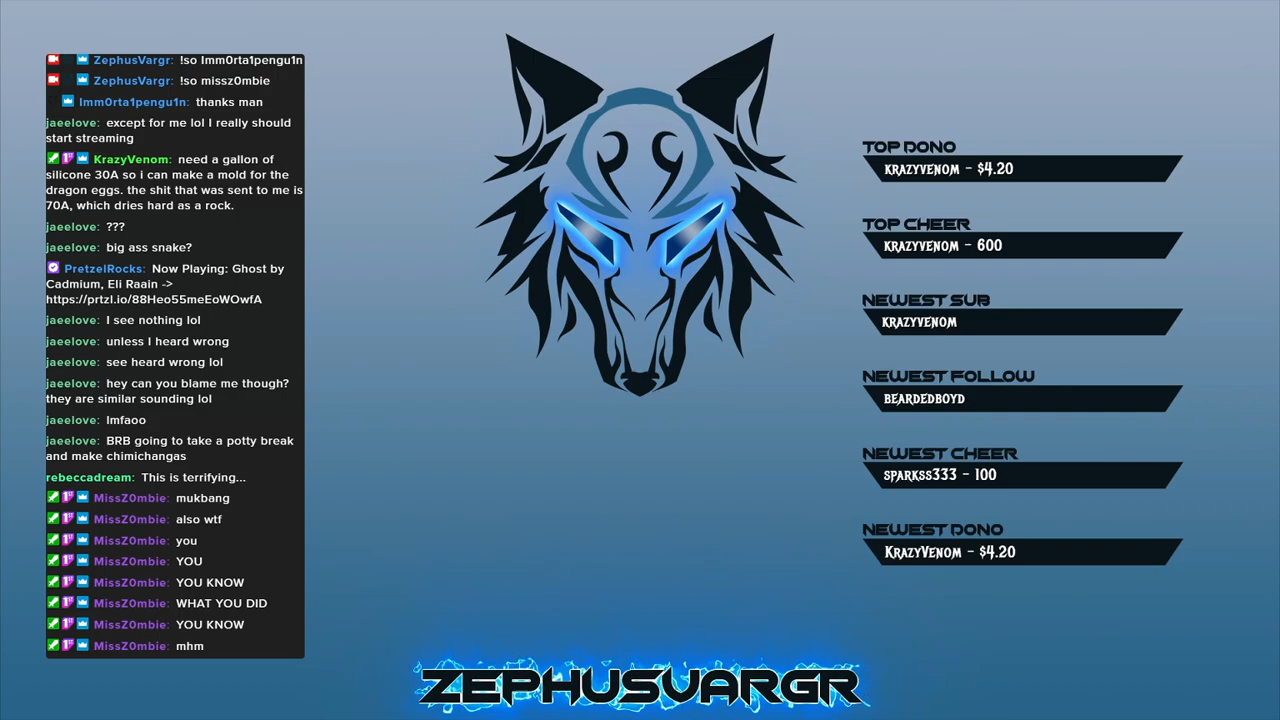 ZephusVargr: !so Imm0rta1pengu1n
ZephusVargr: !so missz0mbie
Imm0rta1pengu1n: thanks man
jaeelove: except for me lol I really should
start streaming
KrazyVenom: need a gallon of
silicone 30A so i can make a mold for the
dragon eggs. the shit that was sent to me is
70A, which dries hard as a rock.
jaeelove: ???
jaeelove: big ass snake?
PretzelRocks: Now Playing: Ghost by
Cadmium, Eli Raain ->
https://prtzl.io/88Heo55meEoWOwfA
jaeelove: I see nothing lol
jaeelove: unless I heard wrong
jaeelove: see heard wrong lol
jaeelove: hey can you blame me though?
they are similar sounding lol
jaeelove: lmfaoo
jaeelove: BRB going to take a potty break
and make chimichangas
rebeccadream: This is terrifying...
MissZ0mbie: mukbang
MissZ0mbie: also wtf
MissZ0mbie: you
MissZ0mbie: YOU
MissZ0mbie: YOU KNOW
MissZ0mbie: WHAT YOU DID
MissZ0mbie: YOU KNOW
MissZ0mbie: mhm
TOP DONO
KRAZYVENOM - $4.20
TOP CHEER
KRAZYVENOM - 600
NEWEST SUB
KRAZYVENOM
NEWEST FOLLOW
BEARDEDBOYD
NEWEST CHEER
SPARKSS333 - 100
NEWEST DONO
KRAZYVENOM - $4.20
ZEPHUSVARGR